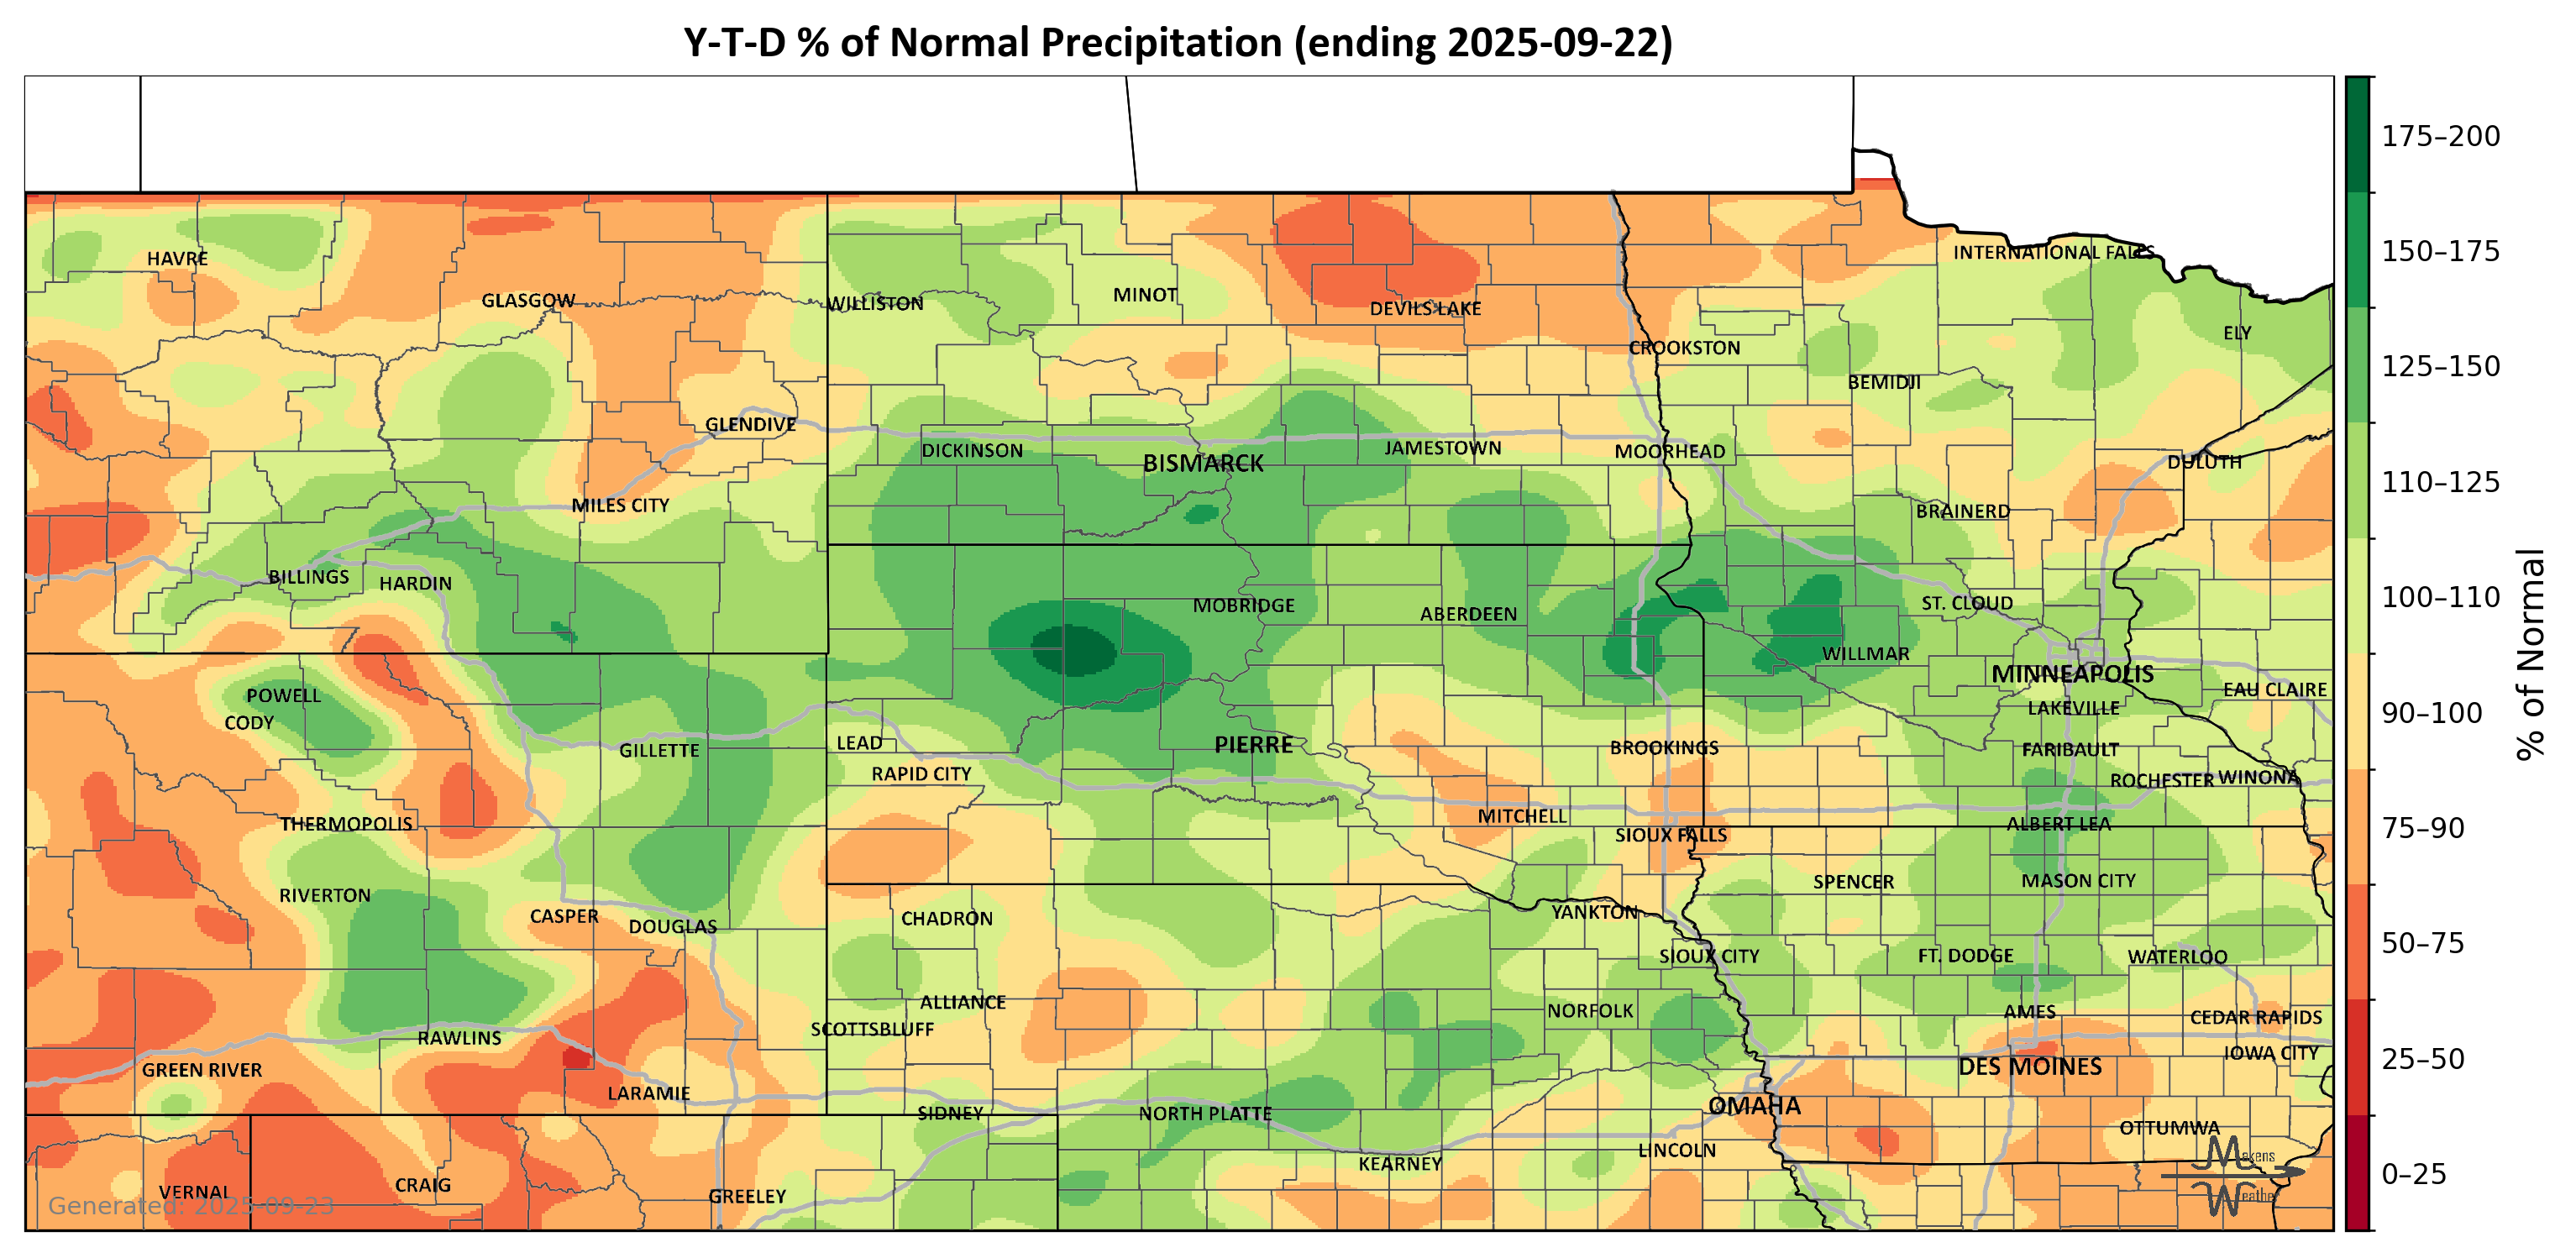 Y-T-D % of Normal Precipitation (ending 2025-09-22)
175–200
150–175
125–150
110–125
100–110
90–100
75–90
50–75
25–50
0–25
% of Normal
HAVRE
INTERNATIONAL FALLS
GLASGOW
WILLISTON
MINOT
DEVILS LAKE
ELY
CROOKSTON
BEMIDJI
GLENDIVE
DICKINSON
BISMARCK
JAMESTOWN
MOORHEAD
DULUTH
MILES CITY
BRAINERD
BILLINGS
HARDIN
MOBRIDGE
ABERDEEN
ST. CLOUD
WILLMAR
MINNEAPOLIS
POWELL
EAU CLAIRE
CODY
LAKEVILLE
GILLETTE
LEAD
PIERRE
BROOKINGS
FARIBAULT
RAPID CITY
ROCHESTER
WINONA
THERMOPOLIS
MITCHELL
SIOUX FALLS
ALBERT LEA
RIVERTON
SPENCER
MASON CITY
CASPER
DOUGLAS
CHADRON
YANKTON
SIOUX CITY
FT. DODGE
WATERLOO
ALLIANCE
NORFOLK
AMES
CEDAR RAPIDS
RAWLINS
SCOTTSBLUFF
GREEN RIVER
DES MOINES
IOWA CITY
LARAMIE
SIDNEY
NORTH PLATTE
OMAHA
OTTUMWA
KEARNEY
LINCOLN
VERNAL
CRAIG
GREELEY
Generated: 2025-09-23
Makens
Weather